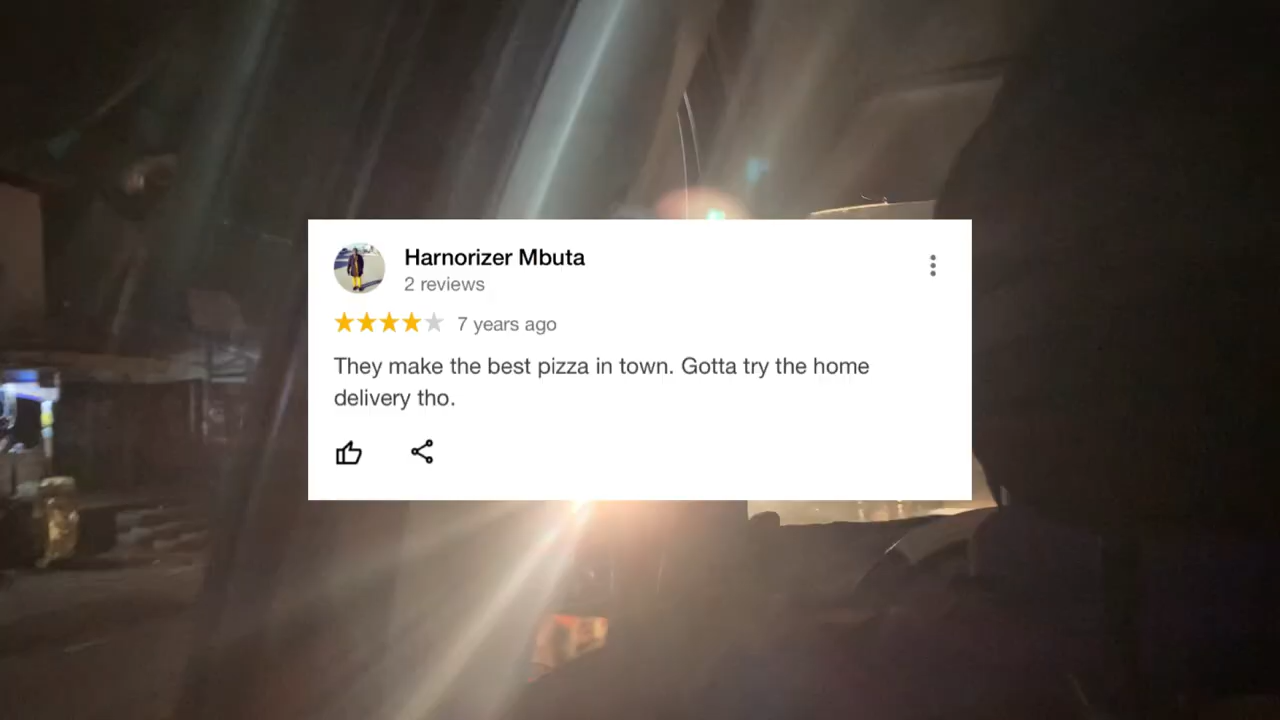 Harnorizer Mbuta
2 reviews
7 years ago
They make the best pizza in town. Gotta try the home
delivery tho.